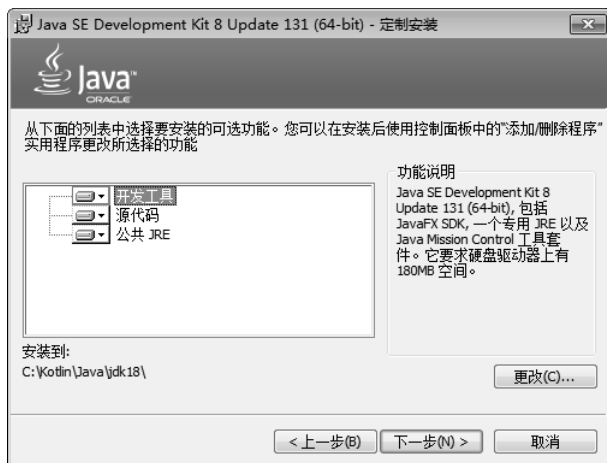 Java SE Development Kit 8 Update 131 (64-bit) - 定制安装
Java™
ORACLE
从下面的列表中选择要安装的可选功能。您可以在安装后使用控制面板中的“添加/删除程序”
实用程序更改所选择的功能
开发工具
源代码
公共 JRE
功能说明
Java SE Development Kit 8
Update 131 (64-bit), 包括
JavaFX SDK, 一个专用 JRE 以及
Java Mission Control 工具套
件。它要求硬盘驱动器上有
180MB 空间。
安装到:
C:\Kotlin\Java\jdk18\
更改(C)...
< 上一步(B)
下一步(N) >
取消